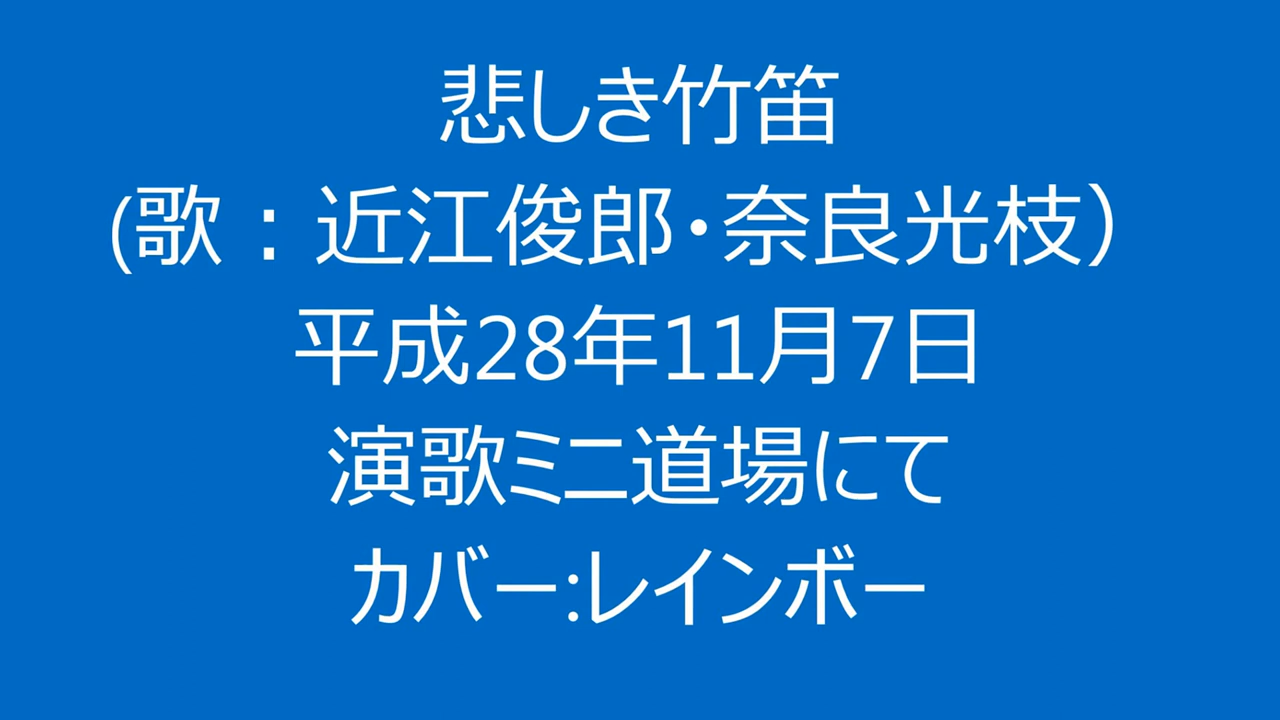 悲しき竹笛
(歌：近江俊郎・奈良光枝）
平成28年11月7日
演歌ミニ道場にて
カバー:レインボー